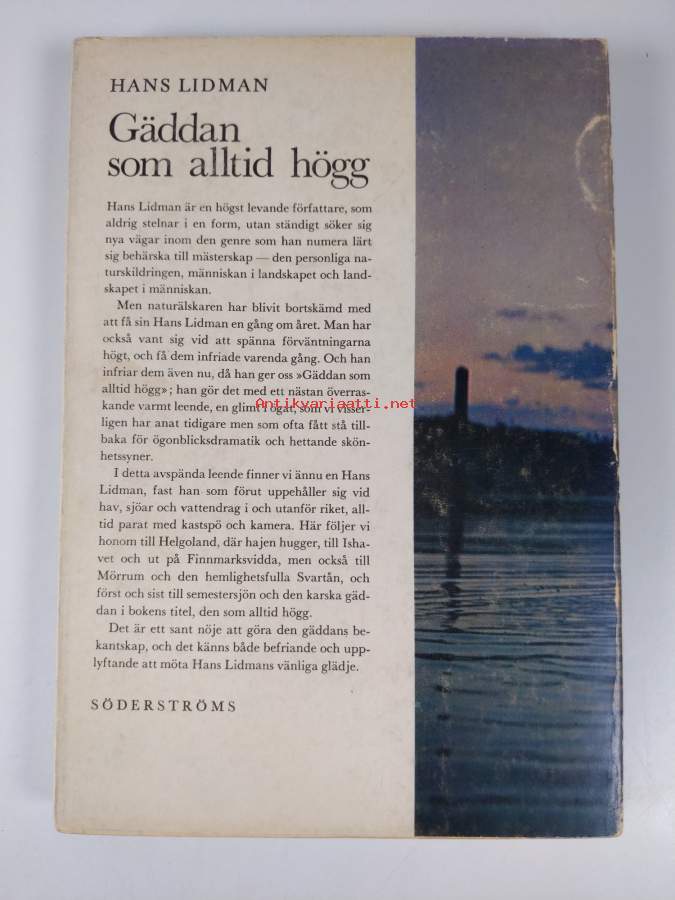 HANS LIDMAN
Gäddan
som alltid högg
Hans Lidman är en högst levande författare, som
aldrig stelnar i en form, utan ständigt söker sig
nya vägar inom den genre som han numera lärt
sig behärska till mästerskap — den personliga na-
turskildringen, människan i landskapet och land-
skapet i människan.
Men naturälskaren har blivit bortskämd med
att få sin Hans Lidman en gång om året. Man har
också vant sig vid att spänna förväntningarna
högt, och få dem infriade varenda gång. Och han
infriar dem även nu, då han ger oss »Gäddan som
alltid högg»; han gör det med ett nästan överras-
kande varmt leende, en glimt i ögat, som vi visser-
ligen har anat tidigare men som ofta fått stå till-
baka för ögonblicksdramatik och hettande skön-
hetssyner.
I detta avspända leende finner vi ännu en Hans
Lidman, fast han som förut uppehåller sig vid
hav, sjöar och vattendrag i och utanför riket, all-
tid parat med kastspö och kamera. Här följer vi
honom till Helgoland, där hajen hugger, till Isha-
vet och ut på Finnmarksvidda, men också till
Mörrum och den hemlighetsfulla Svartån, och
först och sist till semestersjön och den karska gäd-
dan i bokens titel, den som alltid högg.
Det är ett sant nöje att göra den gäddans be-
kantskap, och det känns både befriande och upp-
lyftande att möta Hans Lidmans vänliga glädje.
SÖDERSTRÖMS
Antikvariaatti.net